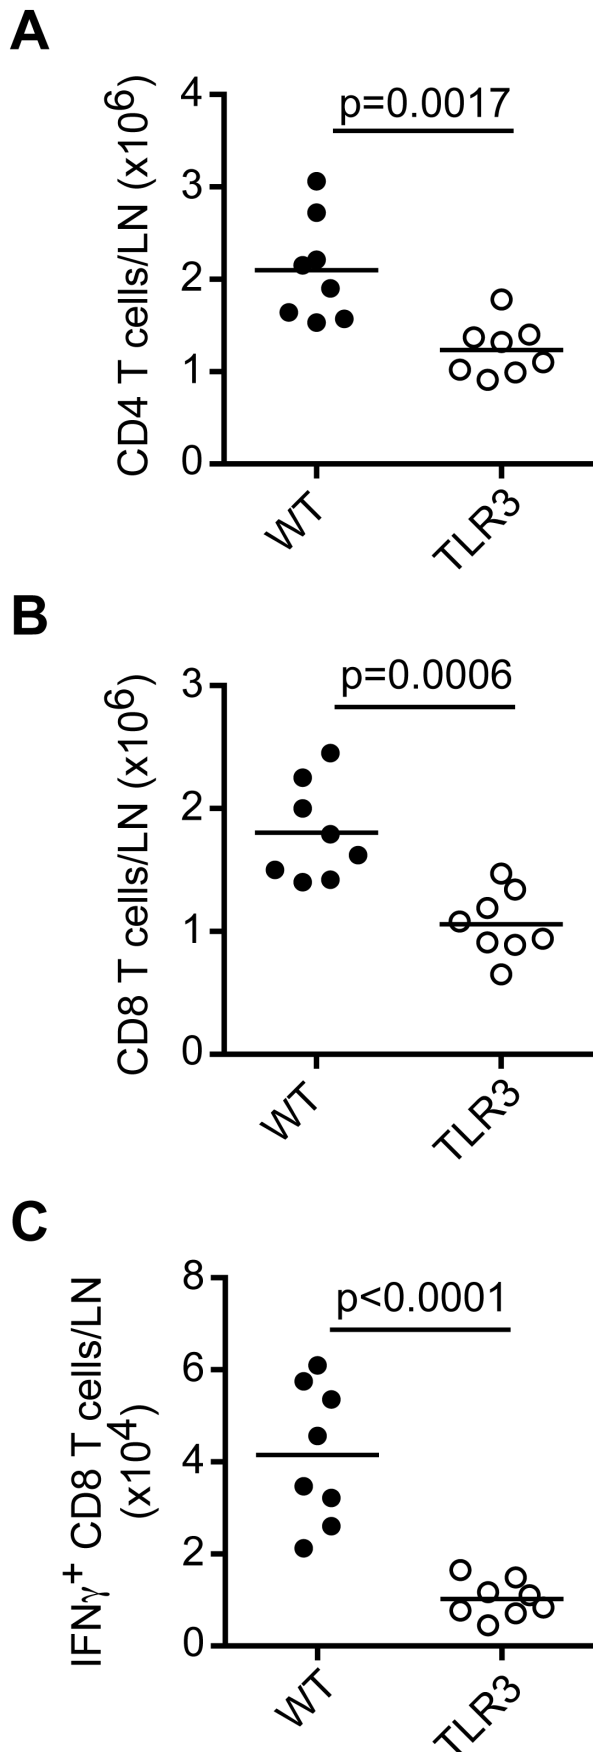 A
CD4 T cells/LN (x10⁶)
4
3
2
1
0
p=0.0017
WT
TLR3
B
CD8 T cells/LN (x10⁶)
3
2
1
0
p=0.0006
WT
TLR3
C
IFNγ⁺ CD8 T cells/LN
(x10⁴)
8
6
4
2
0
p<0.0001
WT
TLR3